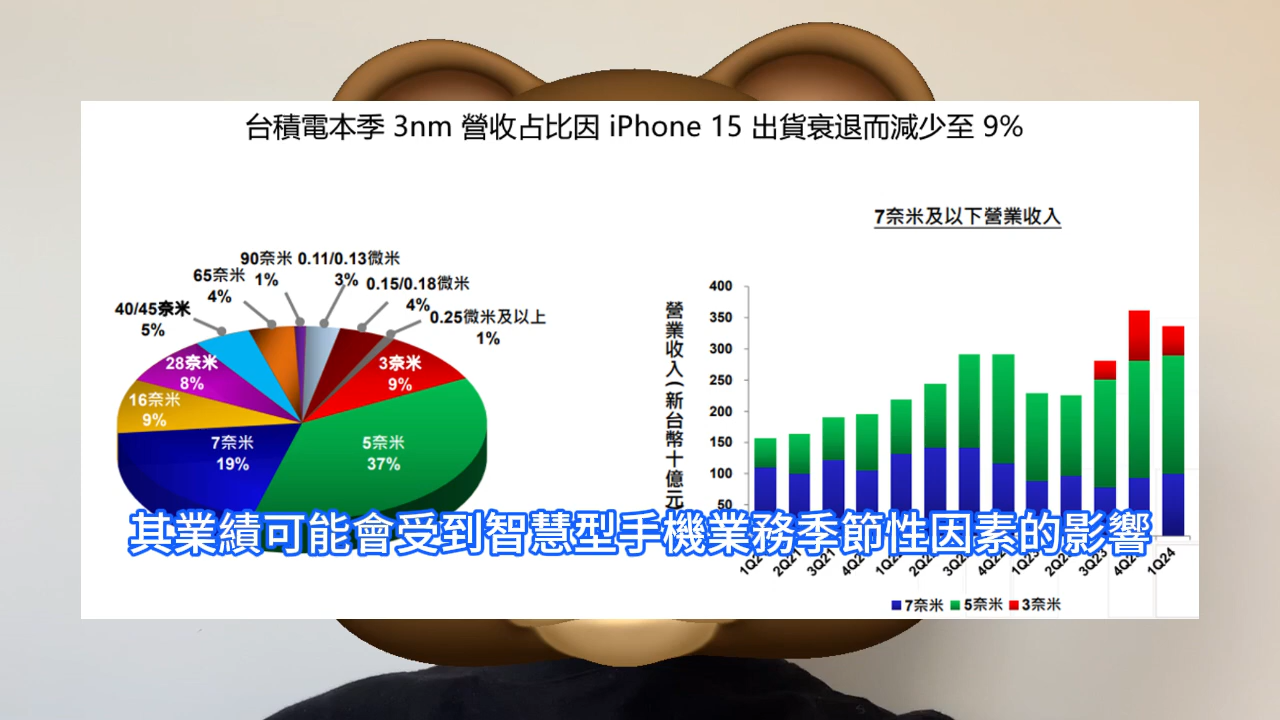 台積電本季 3nm 營收占比因 iPhone 15 出貨衰退而減少至 9%
7奈米及以下營業收入
90奈米
1%
0.11/0.13微米
3%
65奈米
4%
0.15/0.18微米
4%
40/45奈米
5%
0.25微米及以上
1%
28奈米
8%
3奈米
9%
16奈米
9%
7奈米
19%
5奈米
37%
營業收入(新台幣十億元
400
350
300
250
200
150
100
50
其業績可能會受到智慧型手機業務季節性因素的影響
2Q21
3Q21
1Q24
7奈米 5奈米 3奈米